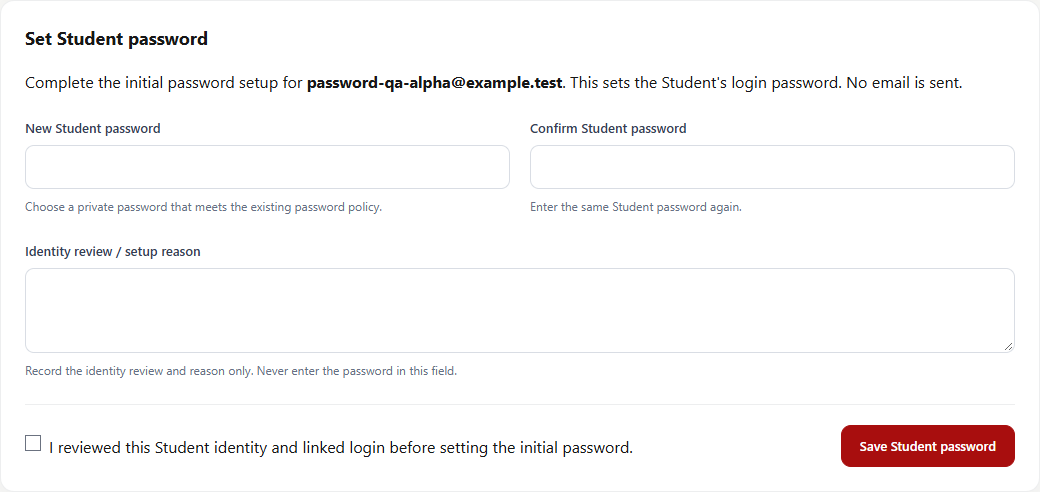 Set Student password
Complete the initial password setup for password-qa-alpha@example.test. This sets the Student's login password. No email is sent.
New Student password
Confirm Student password
Choose a private password that meets the existing password policy.
Enter the same Student password again.
Identity review / setup reason
Record the identity review and reason only. Never enter the password in this field.
I reviewed this Student identity and linked login before setting the initial password.
Save Student password